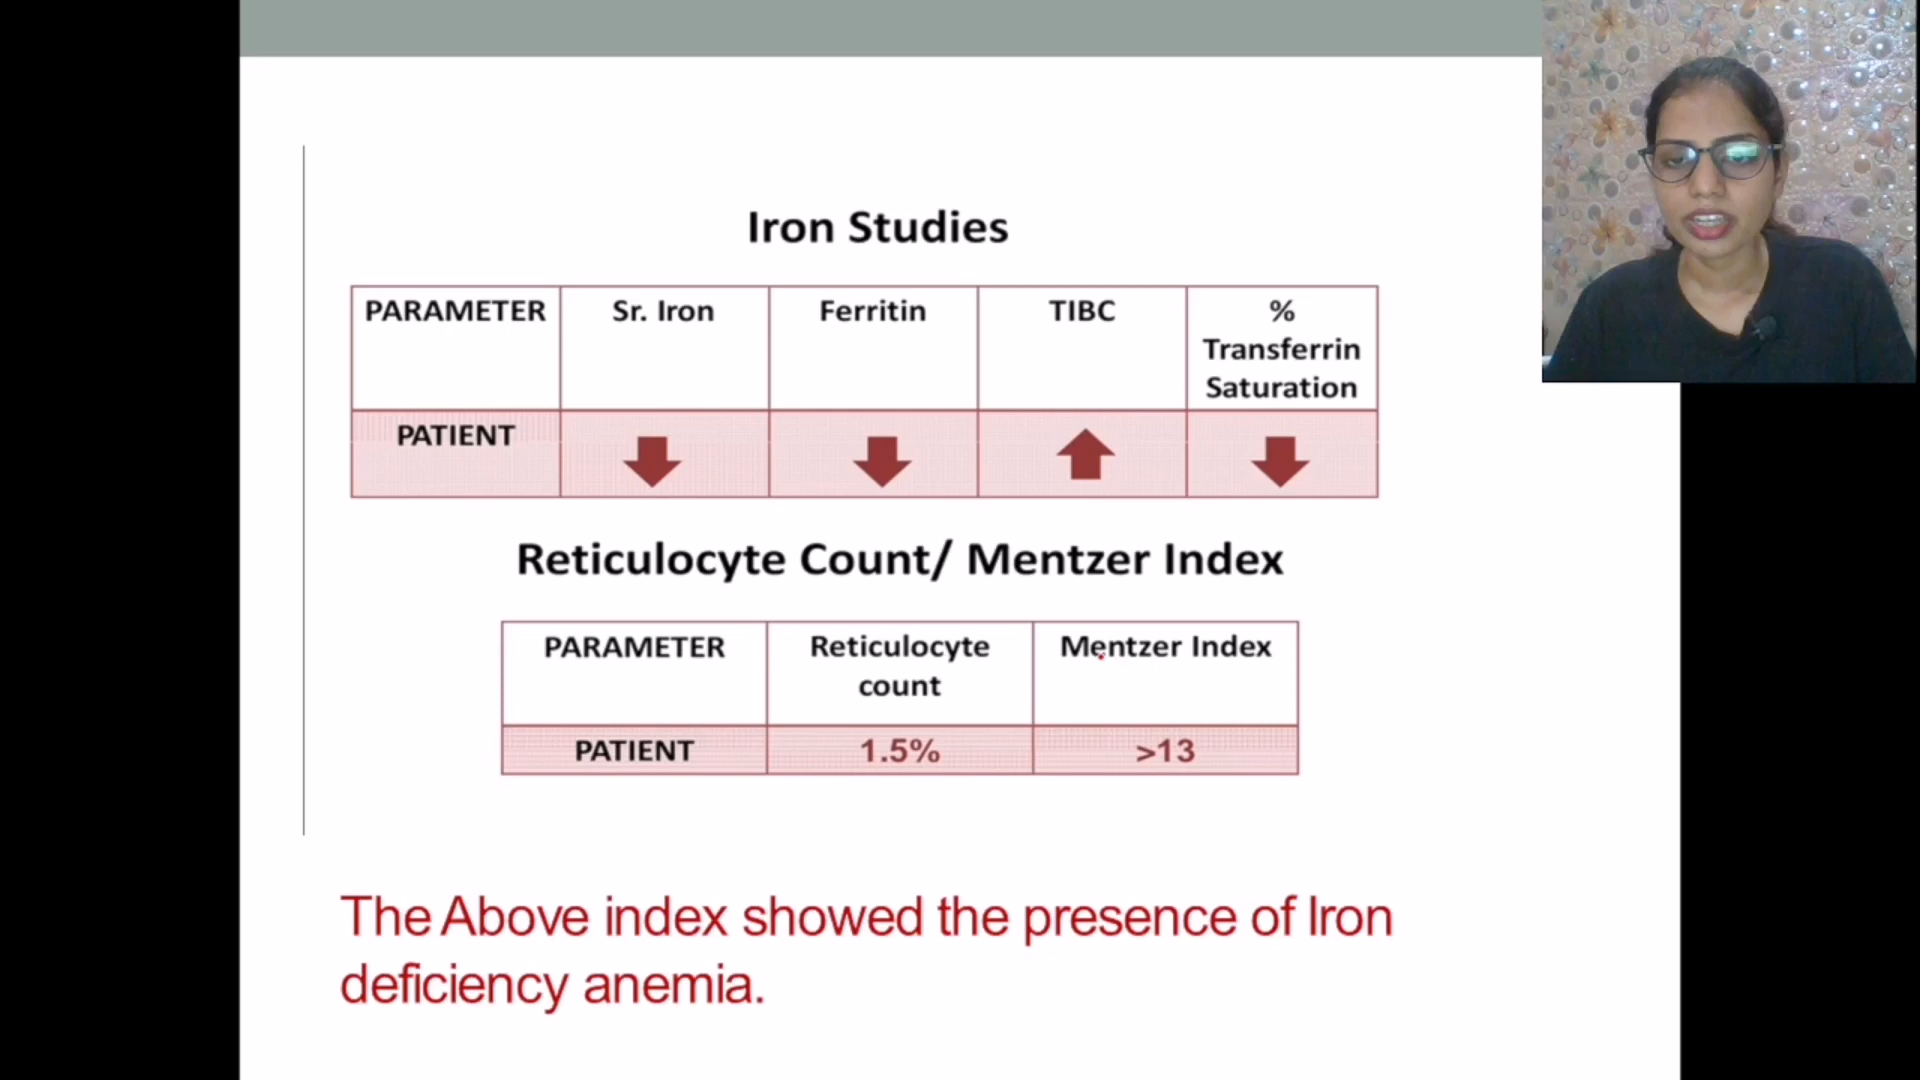 Iron Studies
PARAMETER Sr. Iron Ferritin TIBC %
Transferrin
Saturation
PATIENT
Reticulocyte Count/ Mentzer Index
PARAMETER Reticulocyte Mentzer Index
count
PATIENT 1.5% >13
The Above index showed the presence of Iron
deficiency anemia.